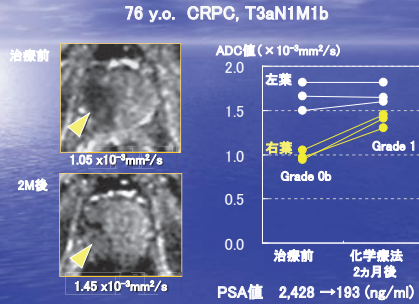 76 y.o. CRPC, T3aN1M1b
治療前
1.05 x10⁻³mm²/s
2M後
1.45 x10⁻³mm²/s
ADC値(×10⁻³mm²/s)
2.0
1.5
1.0
0.5
0.0
左葉
右葉
Grade 0b
Grade 1
治療前
化学療法
2ヵ月後
PSA値 2,428 →193 (ng/ml)